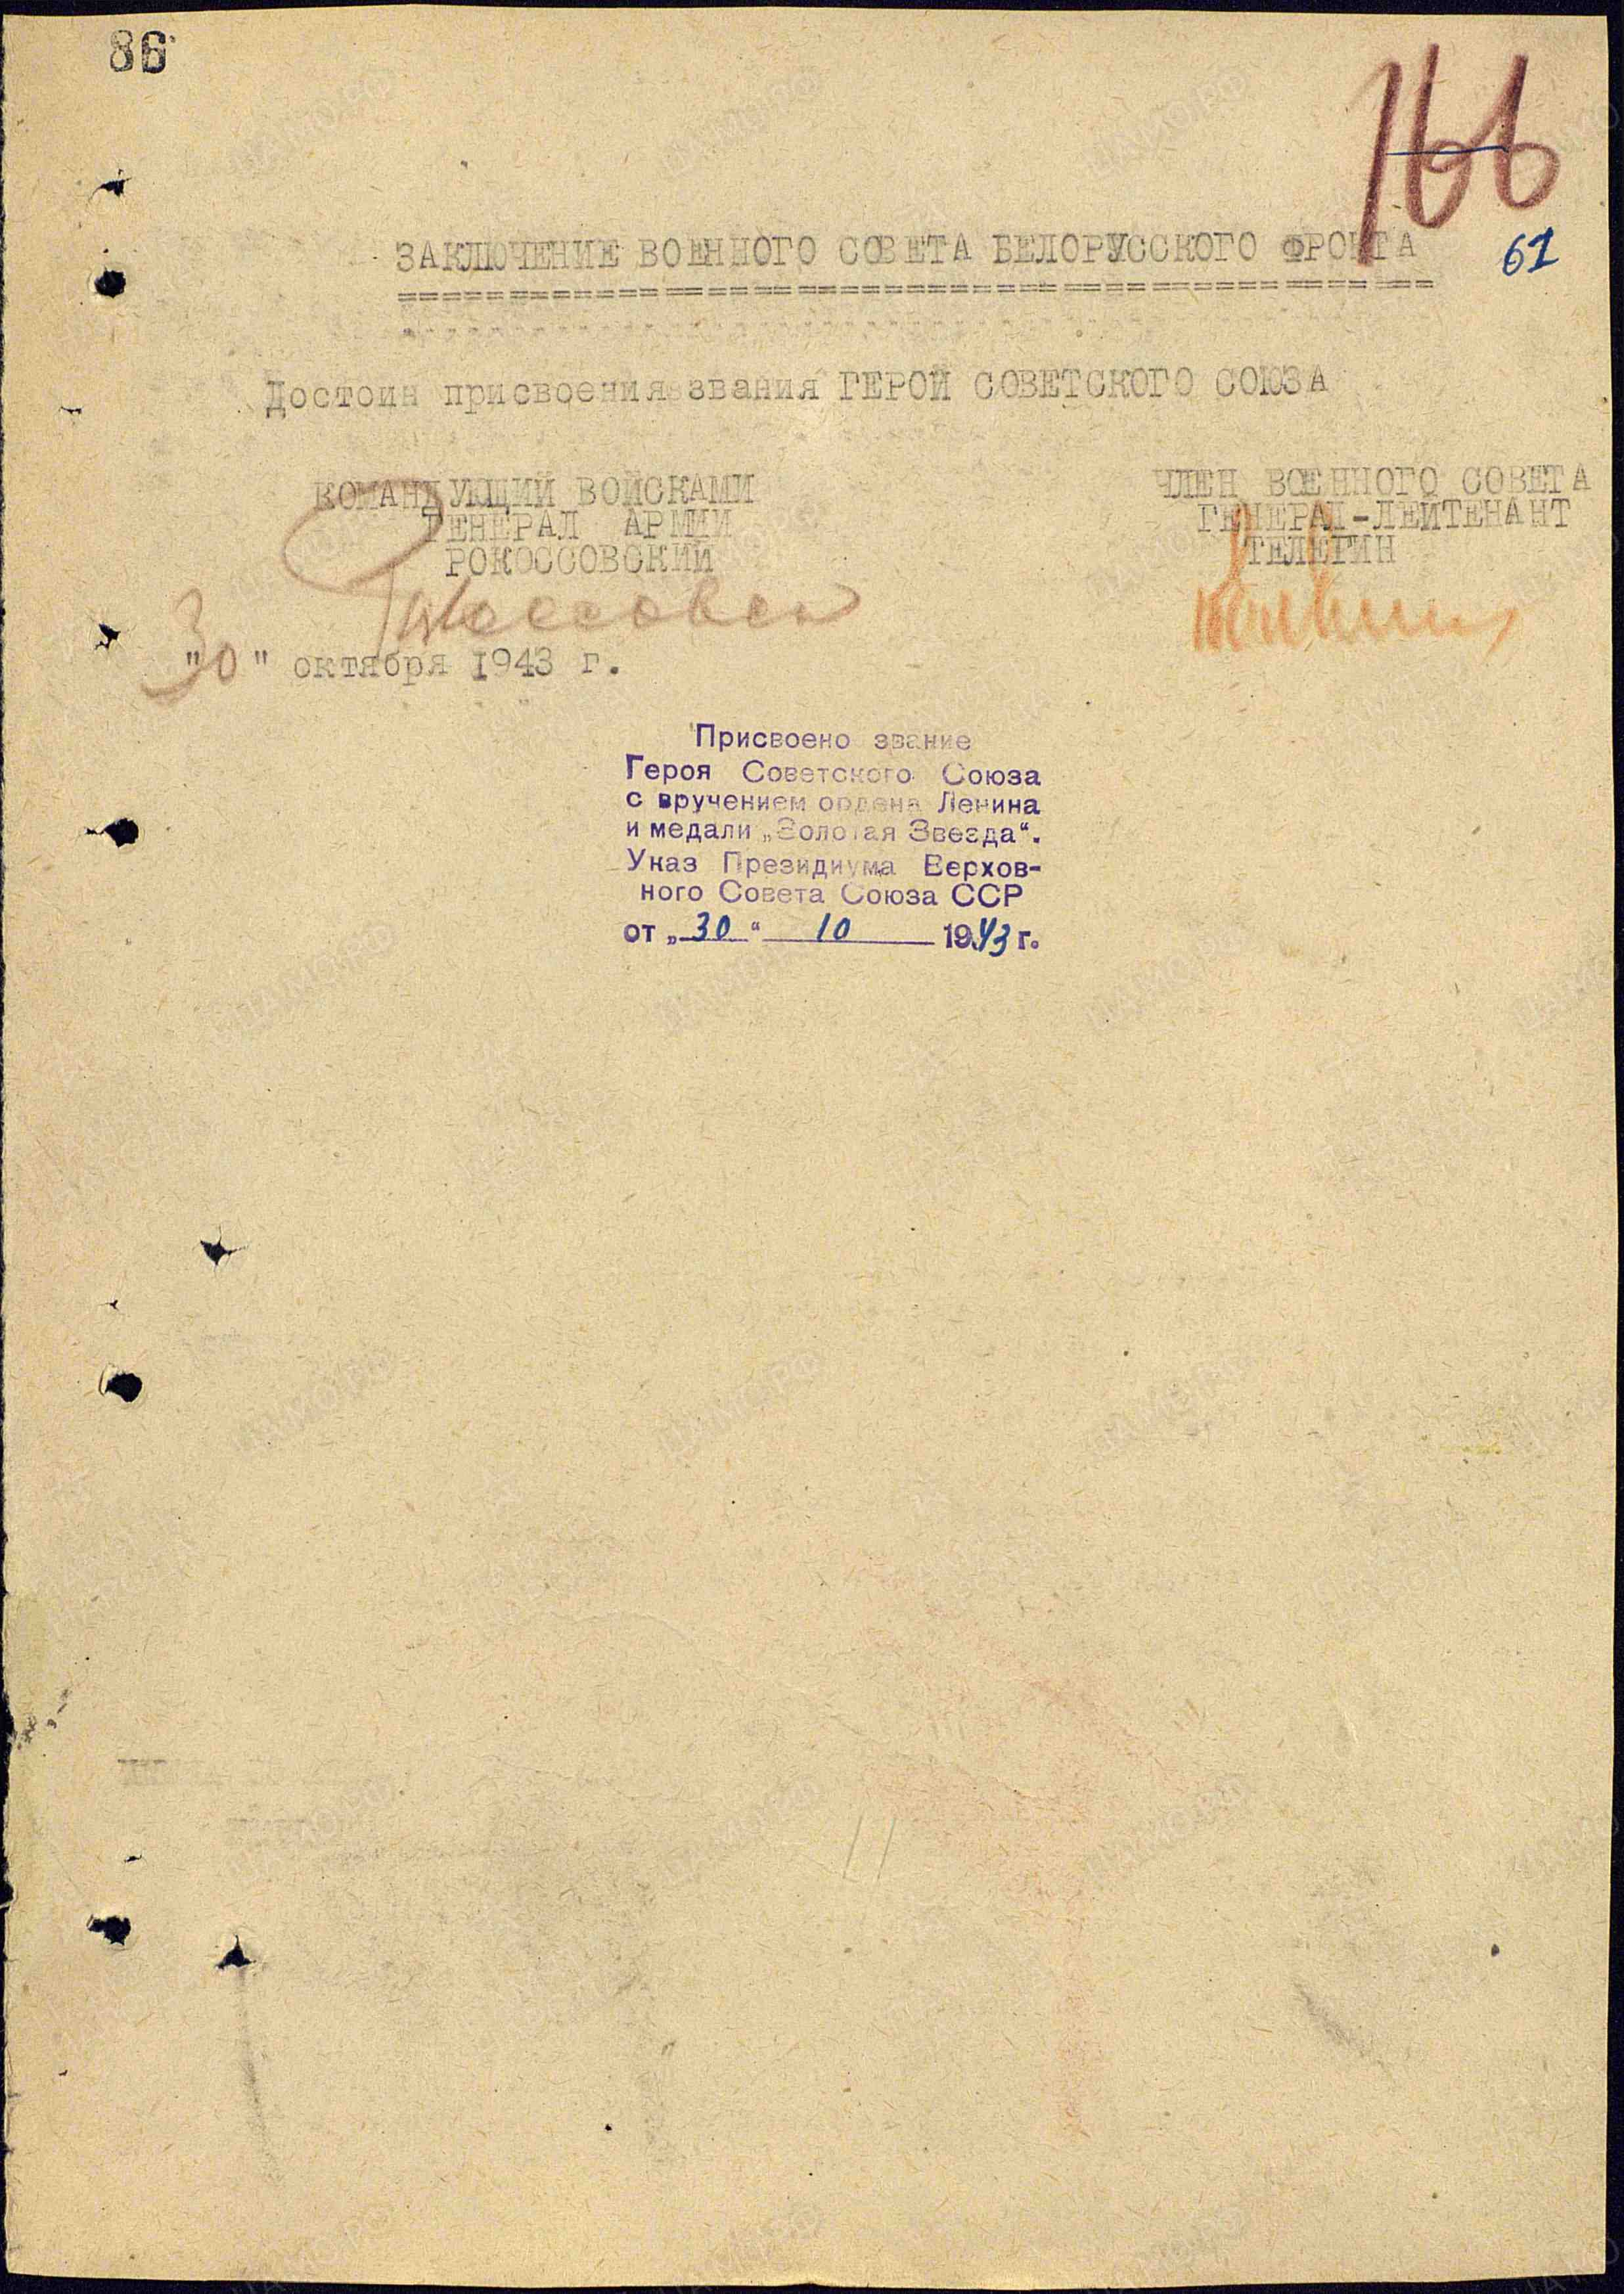 86
166
61
ЗАКЛЮЧЕНИЕ ВОЕННОГО СОВЕТА БЕЛОРУССКОГО ФРОНТА
Достоин присвоения звания ГЕРОЙ СОВЕТСКОГО СОЮЗА
КОМАНДУЮЩИЙ ВОЙСКАМИ
ГЕНЕРАЛ АРМИИ
РОКОССОВСКИЙ
ЧЛЕН ВОЕННОГО СОВЕТА
ГЕНЕРАЛ-ЛЕЙТЕНАНТ
ТЕЛЕГИН
"30" октября 1943 г.
Присвоено звание
Героя Советского Союза
с вручением ордена Ленина
и медали „Золотая Звезда“.
Указ Президиума Верхов-
ного Совета Союза ССР
от „30“ 10 1943 г.